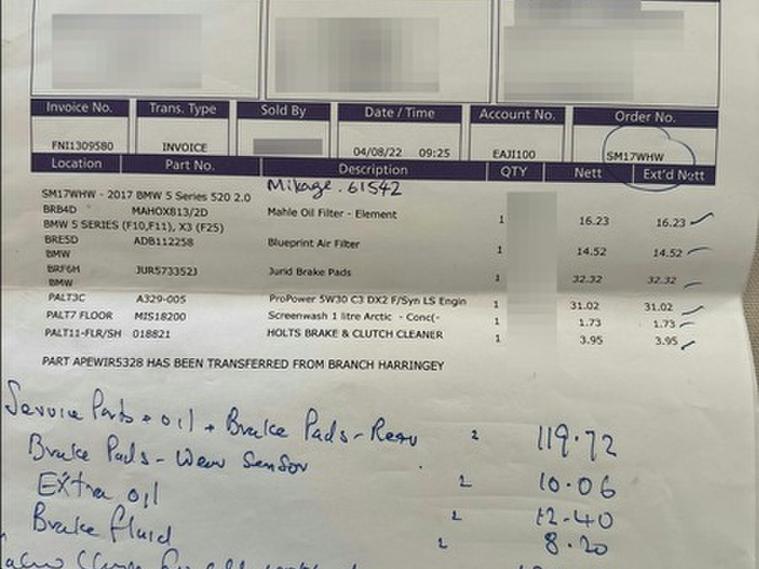 Invoice No. Trans. Type Sold By Date / Time Account No. Order No.
FNI1309580 INVOICE 04/08/22 09:25 EAJI100 SM17WHW
Location Part No. Description QTY Nett Ext'd Nett
SM17WHW - 2017 BMW 5 Series 520 2.0 Milage. 61542
BRB4D MAHOX813/2D Mahle Oil Filter - Element 1 16.23 16.23
BMW 5 SERIES (F10,F11), X3 (F25)
BRE5D ADB112258 Blueprint Air Filter 1 14.52 14.52
BMW
BRF6H JUR573352J Jurid Brake Pads 1 32.32 32.32
BMW
PALT3C A329-005 ProPower 5W30 C3 DX2 F/Syn LS Engin 1 31.02 31.02
PALT7 FLOOR MIS18200 Screenwash 1 litre Arctic -Conc(- 1 1.73 1.73
PALT11-FLR/SH 018821 HOLTS BRAKE & CLUTCH CLEANER 1 3.95 3.95
PART APEWIR5328 HAS BEEN TRANSFERRED FROM BRANCH HARRINGEY
Service Parts + oil + Brake Pads - Rear 119.72
Brake Pads - Wear Sensor 10.06
Extra oil 12.40
Brake fluid 8.20